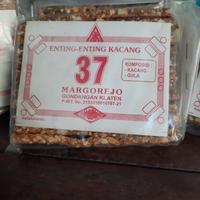 ENTING-ENTING KACANG
37
KOMPOSISI :
- KACANG
- GULA
MARGOREJO
GONDANGAN KLATEN